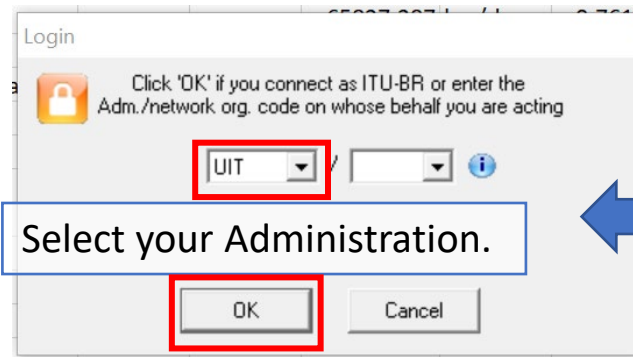 Login
Click 'OK' if you connect as ITU-BR or enter the
Adm./network org. code on whose behalf you are acting
UIT /
Select your Administration.
OK Cancel